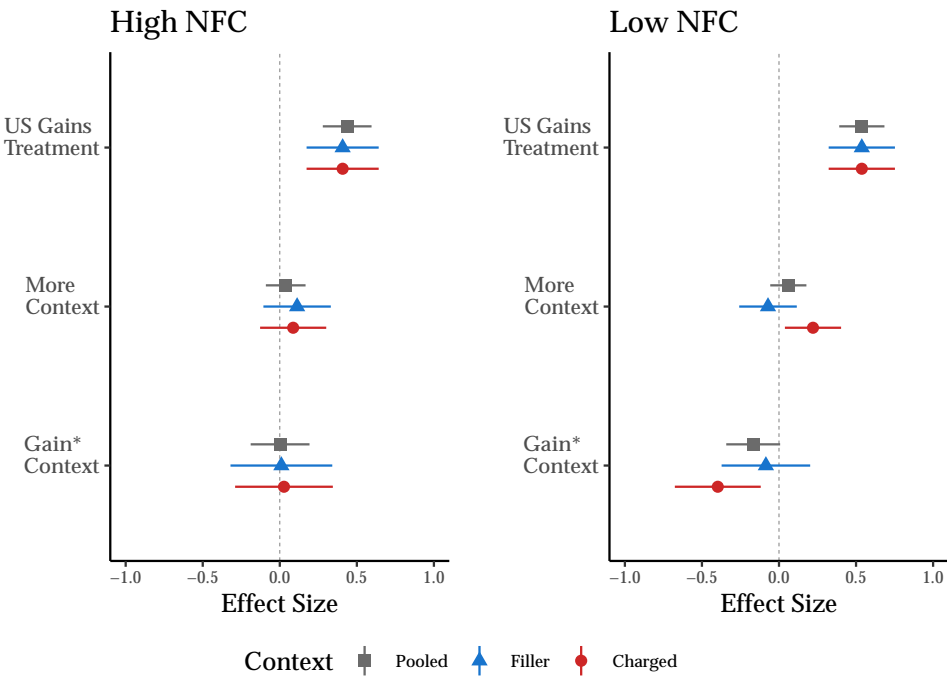 High NFC
US Gains
Treatment
More
Context
Gain*
Context
−1.0 −0.5 0.0 0.5 1.0
Effect Size
Low NFC
US Gains
Treatment
More
Context
Gain*
Context
−1.0 −0.5 0.0 0.5 1.0
Effect Size
Context Pooled Filler Charged